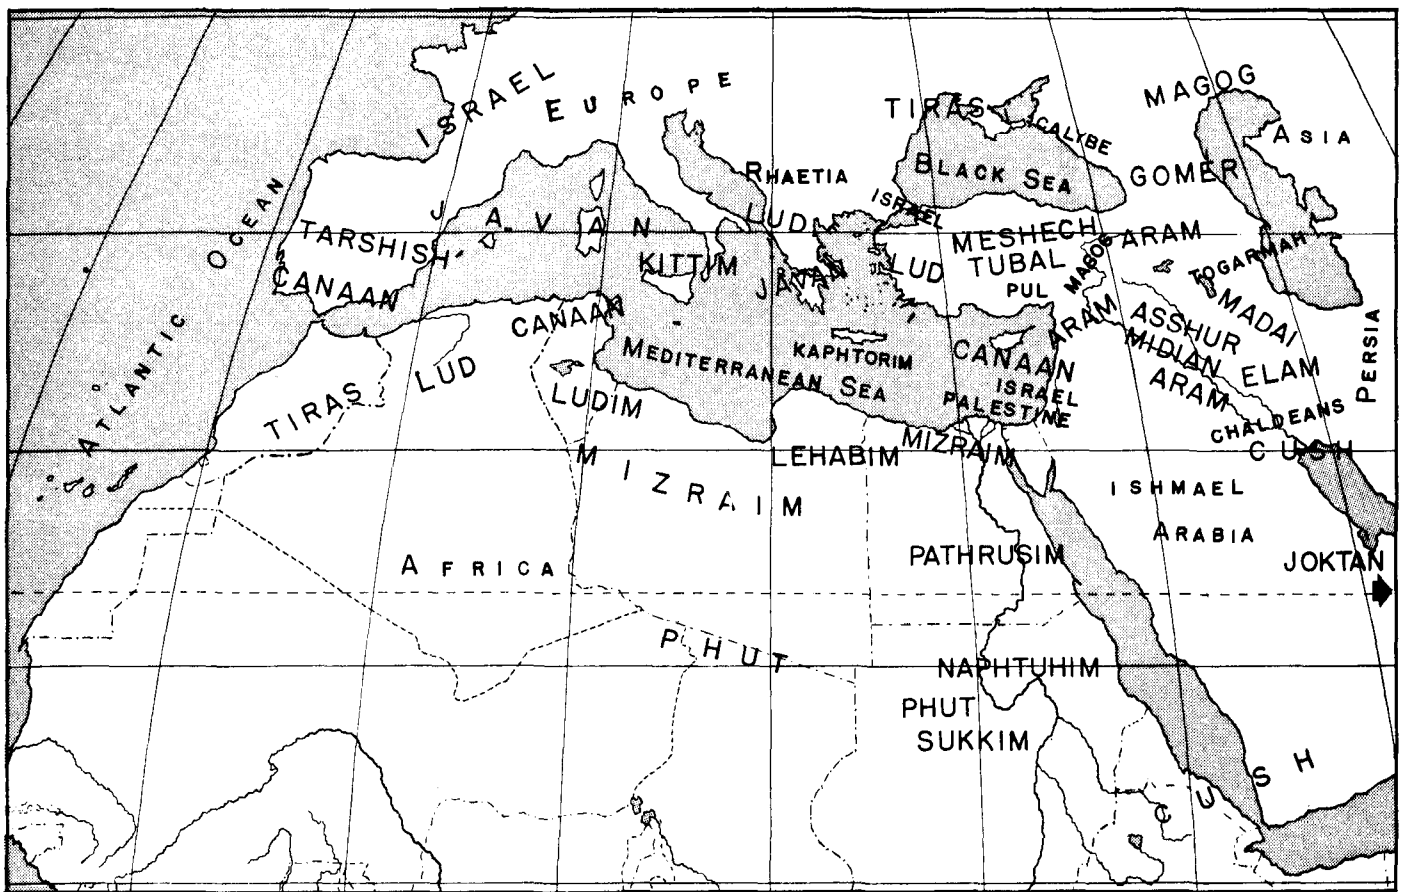 ISRAEL
EUROPE
TIRAS
MAGOG
ASIA
CALYBE
RHAETIA
BLACK SEA
GOMER
ATLANTIC OCEAN
JAVAN
LUD
ISRAEL
TARSHISH
KITTIM
JAVAN
LUD
MESHECH
TUBAL
PUL
MAGOG
ARAM
TOGARMAH
CANAAN
CANAAN
MEDITERRANEAN SEA
KAPHTORIM
CANAAN
ISRAEL
PALESTINE
ARAM
ASSHUR
MIDIAN
ARAM
MADAI
ELAM
PERSIA
TIRAS
LUD
LUDIM
CHALDEANS
CUSH
MIZRAIM
LEHABIM
MIZRAIM
ISHMAEL
ARABIA
JOKTAN
AFRICA
PATHRUSIM
PHUT
NAPHTUHIM
PHUT
SUKKIM
CUSH